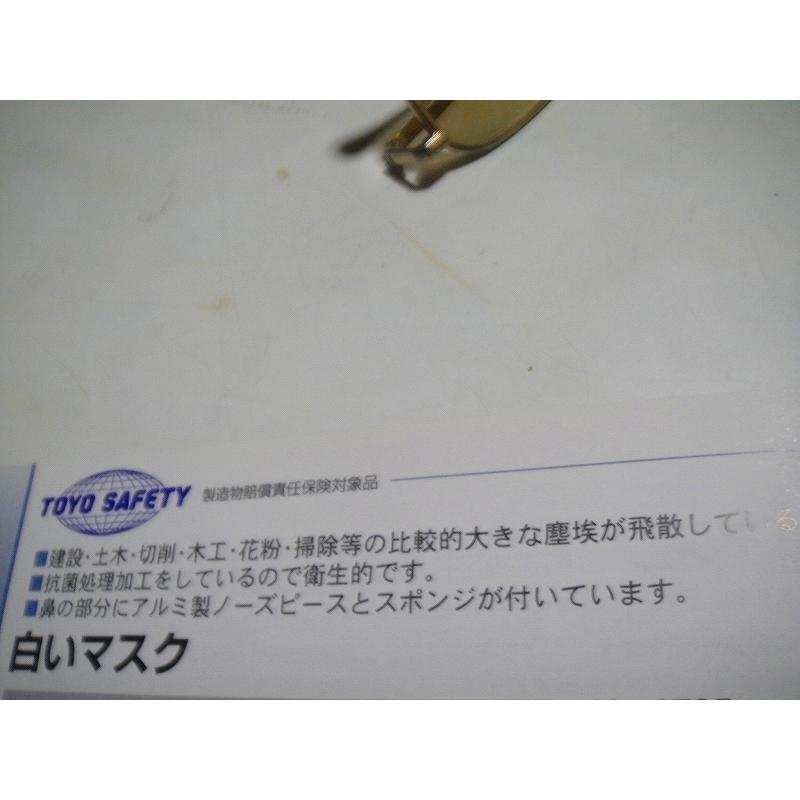 TOYO SAFETY 製造物賠償責任保険対象品
■建設・土木・切削・木工・花粉・掃除等の比較的大きな塵埃が飛散している
■抗菌処理加工をしているので衛生的です。
■鼻の部分にアルミ製ノーズピースとスポンジが付いています。
白いマスク